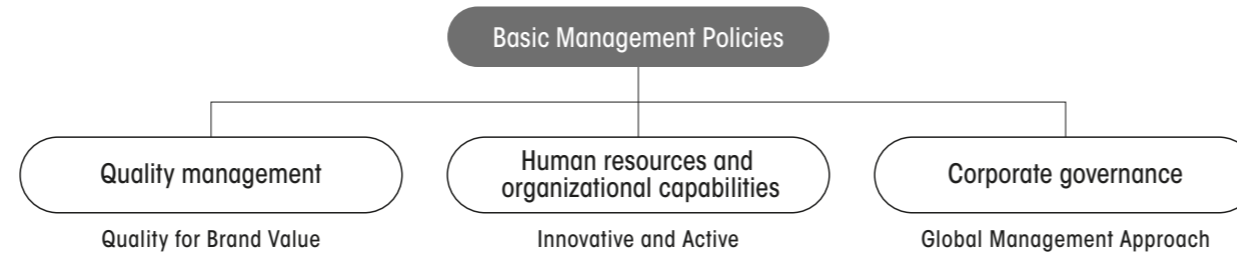 Basic Management Policies
Quality management
Human resources and
organizational capabilities
Corporate governance
Quality for Brand Value
Innovative and Active
Global Management Approach